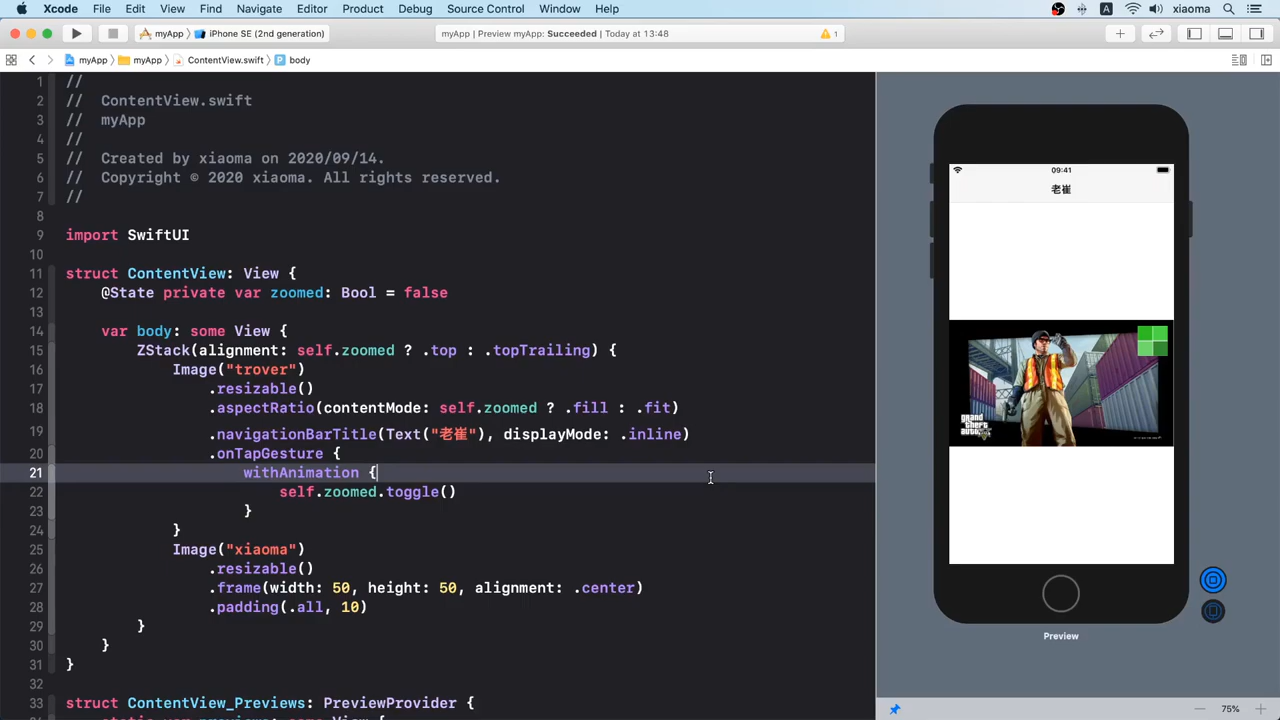 Xcode File Edit View Find Navigate Editor Product Debug Source Control Window Help A xiaoma
myApp iPhone SE (2nd generation) myApp | Preview myApp: Succeeded | Today at 13:48 1
myApp myApp ContentView.swift P body
1 //
2 // ContentView.swift
3 // myApp
4 //
5 // Created by xiaoma on 2020/09/14.
6 // Copyright © 2020 xiaoma. All rights reserved.
7 //
8
9 import SwiftUI
10
11 struct ContentView: View {
12 @State private var zoomed: Bool = false
13
14 var body: some View {
15 ZStack(alignment: self.zoomed ? .top : .topTrailing) {
16 Image("trover")
17 .resizable()
18 .aspectRatio(contentMode: self.zoomed ? .fill : .fit)
19 .navigationBarTitle(Text("老崔"), displayMode: .inline)
20 .onTapGesture {
21 withAnimation {
22 self.zoomed.toggle()
23 }
24 }
25 Image("xiaoma")
26 .resizable()
27 .frame(width: 50, height: 50, alignment: .center)
28 .padding(.all, 10)
29 }
30 }
31 }
32
33 struct ContentView_Previews: PreviewProvider {
09:41
老崔
grand
theft
auto
Preview
75%